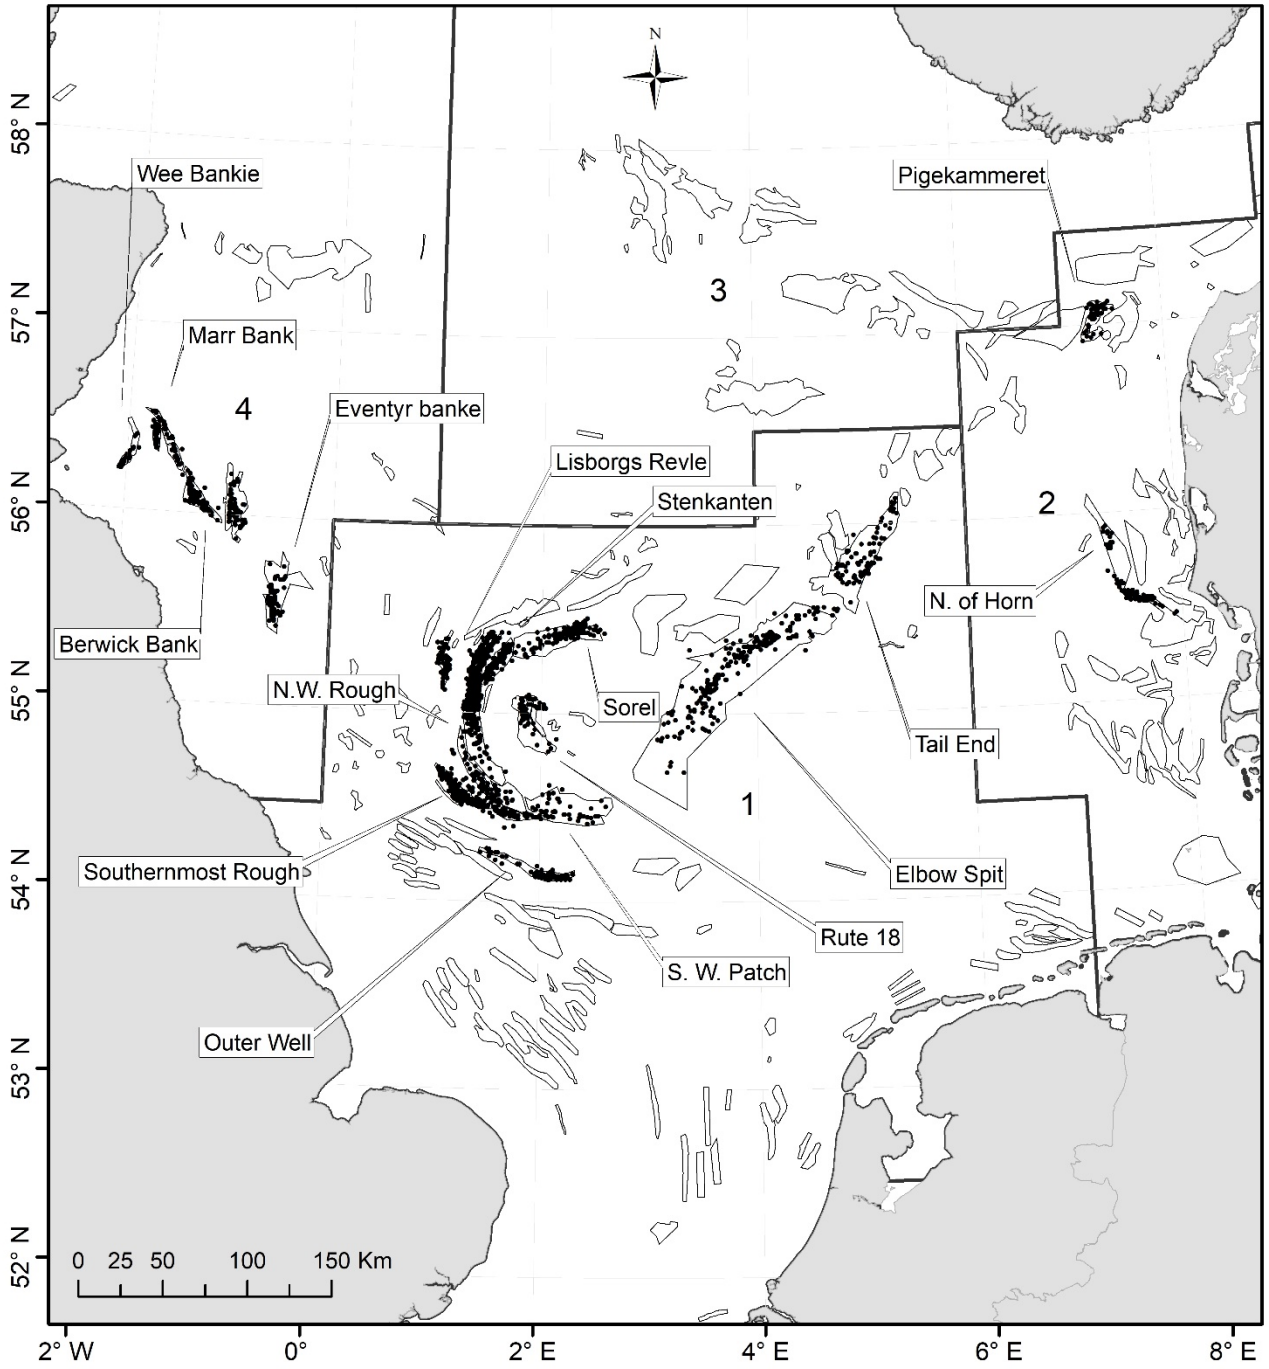 N
58° N
Wee Bankie
Pigekammeret
57° N
3
Marr Bank
4
Eventyr banke
Lisborgs Revle
Stenkanten
56° N
2
N. of Horn
Berwick Bank
55° N
N.W. Rough
Sorel
Tail End
1
54° N
Southernmost Rough
Elbow Spit
Rute 18
S. W. Patch
Outer Well
53° N
52° N
0 25 50 100 150 Km
2° W 0° 2° E 4° E 6° E 8° E